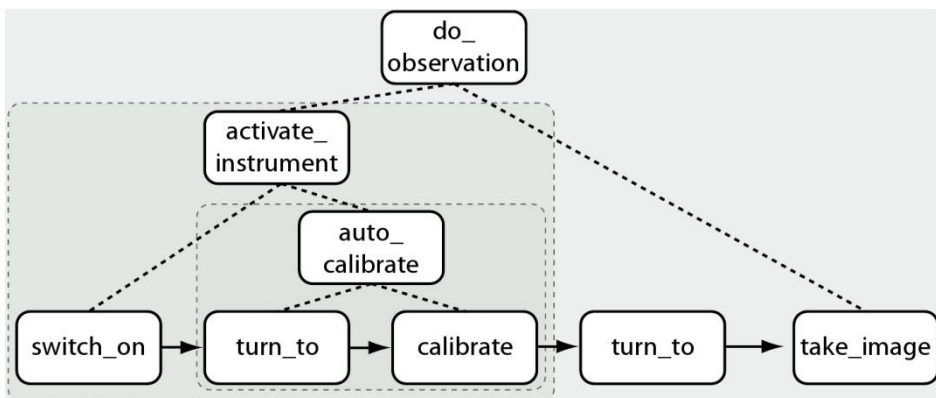 do_
observation
activate_
instrument
auto_
calibrate
switch_on
turn_to
calibrate
turn_to
take_image